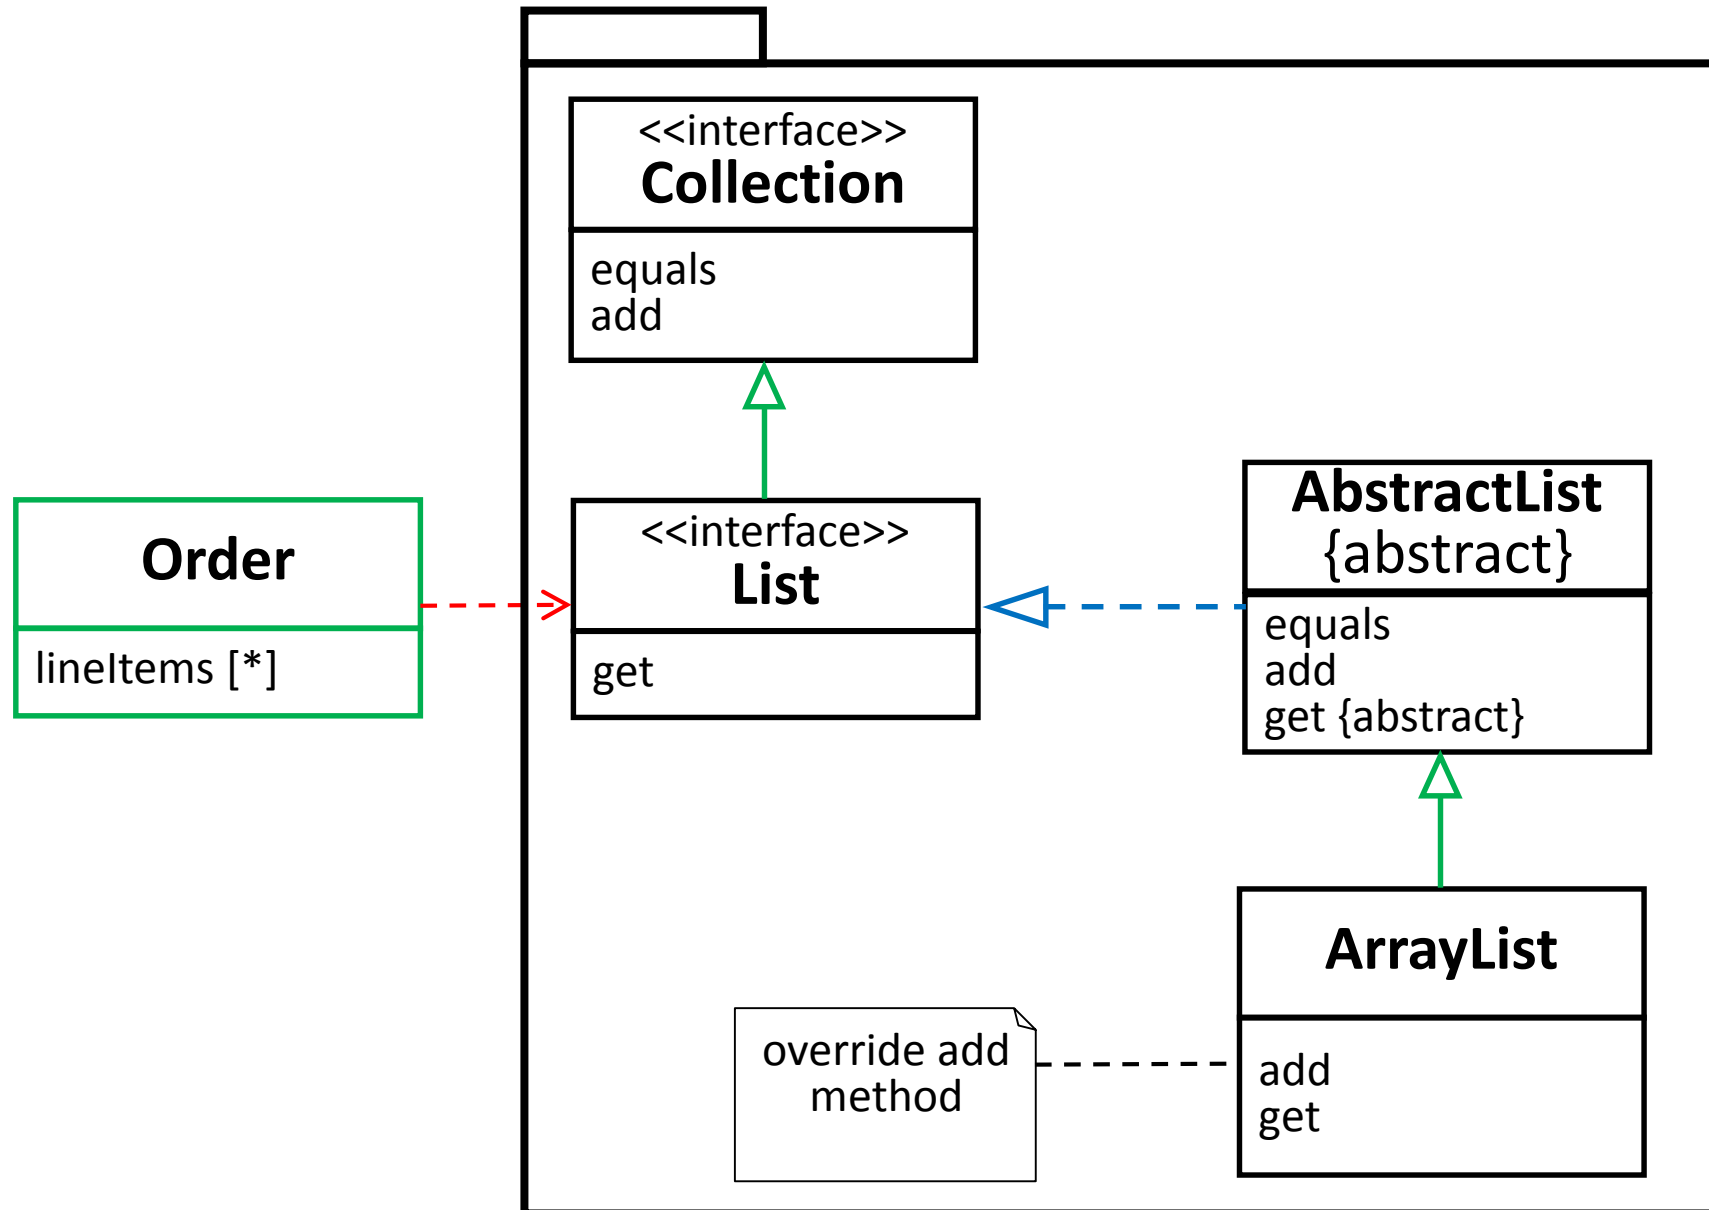 <<interface>>
Collection
equals
add
Order
lineItems [*]
<<interface>>
List
get
AbstractList
{abstract}
equals
add
get {abstract}
ArrayList
add
get
override add
method